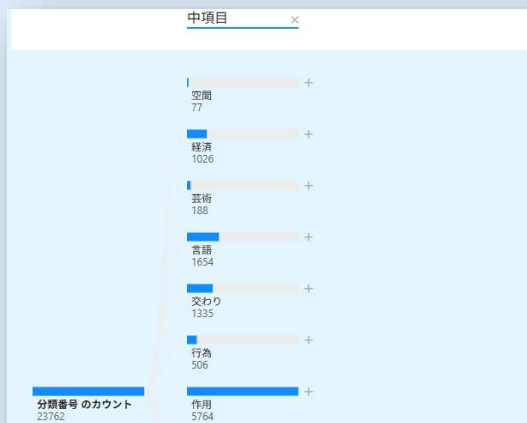 中項目 ×
空間
77
経済
1026
芸術
188
言語
1654
交わり
1335
行為
506
分類番号 のカウント
23762
作用
5764